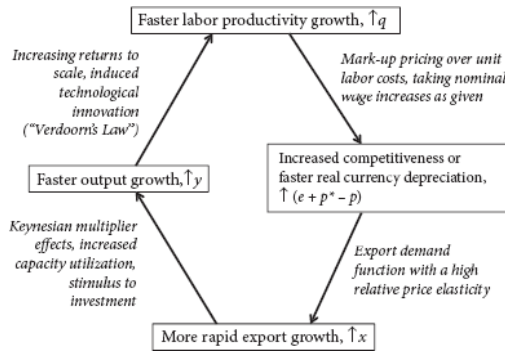 Faster labor productivity growth, ↑q
Increasing returns to
scale, induced
technological
innovation
("Verdoorn's Law")
Mark-up pricing over unit
labor costs, taking nominal
wage increases as given
Faster output growth, ↑y
Increased competitiveness or
faster real currency depreciation,
↑ (e + p* – p)
Keynesian multiplier
effects, increased
capacity utilization,
stimulus to
investment
Export demand
function with a high
relative price elasticity
More rapid export growth, ↑x